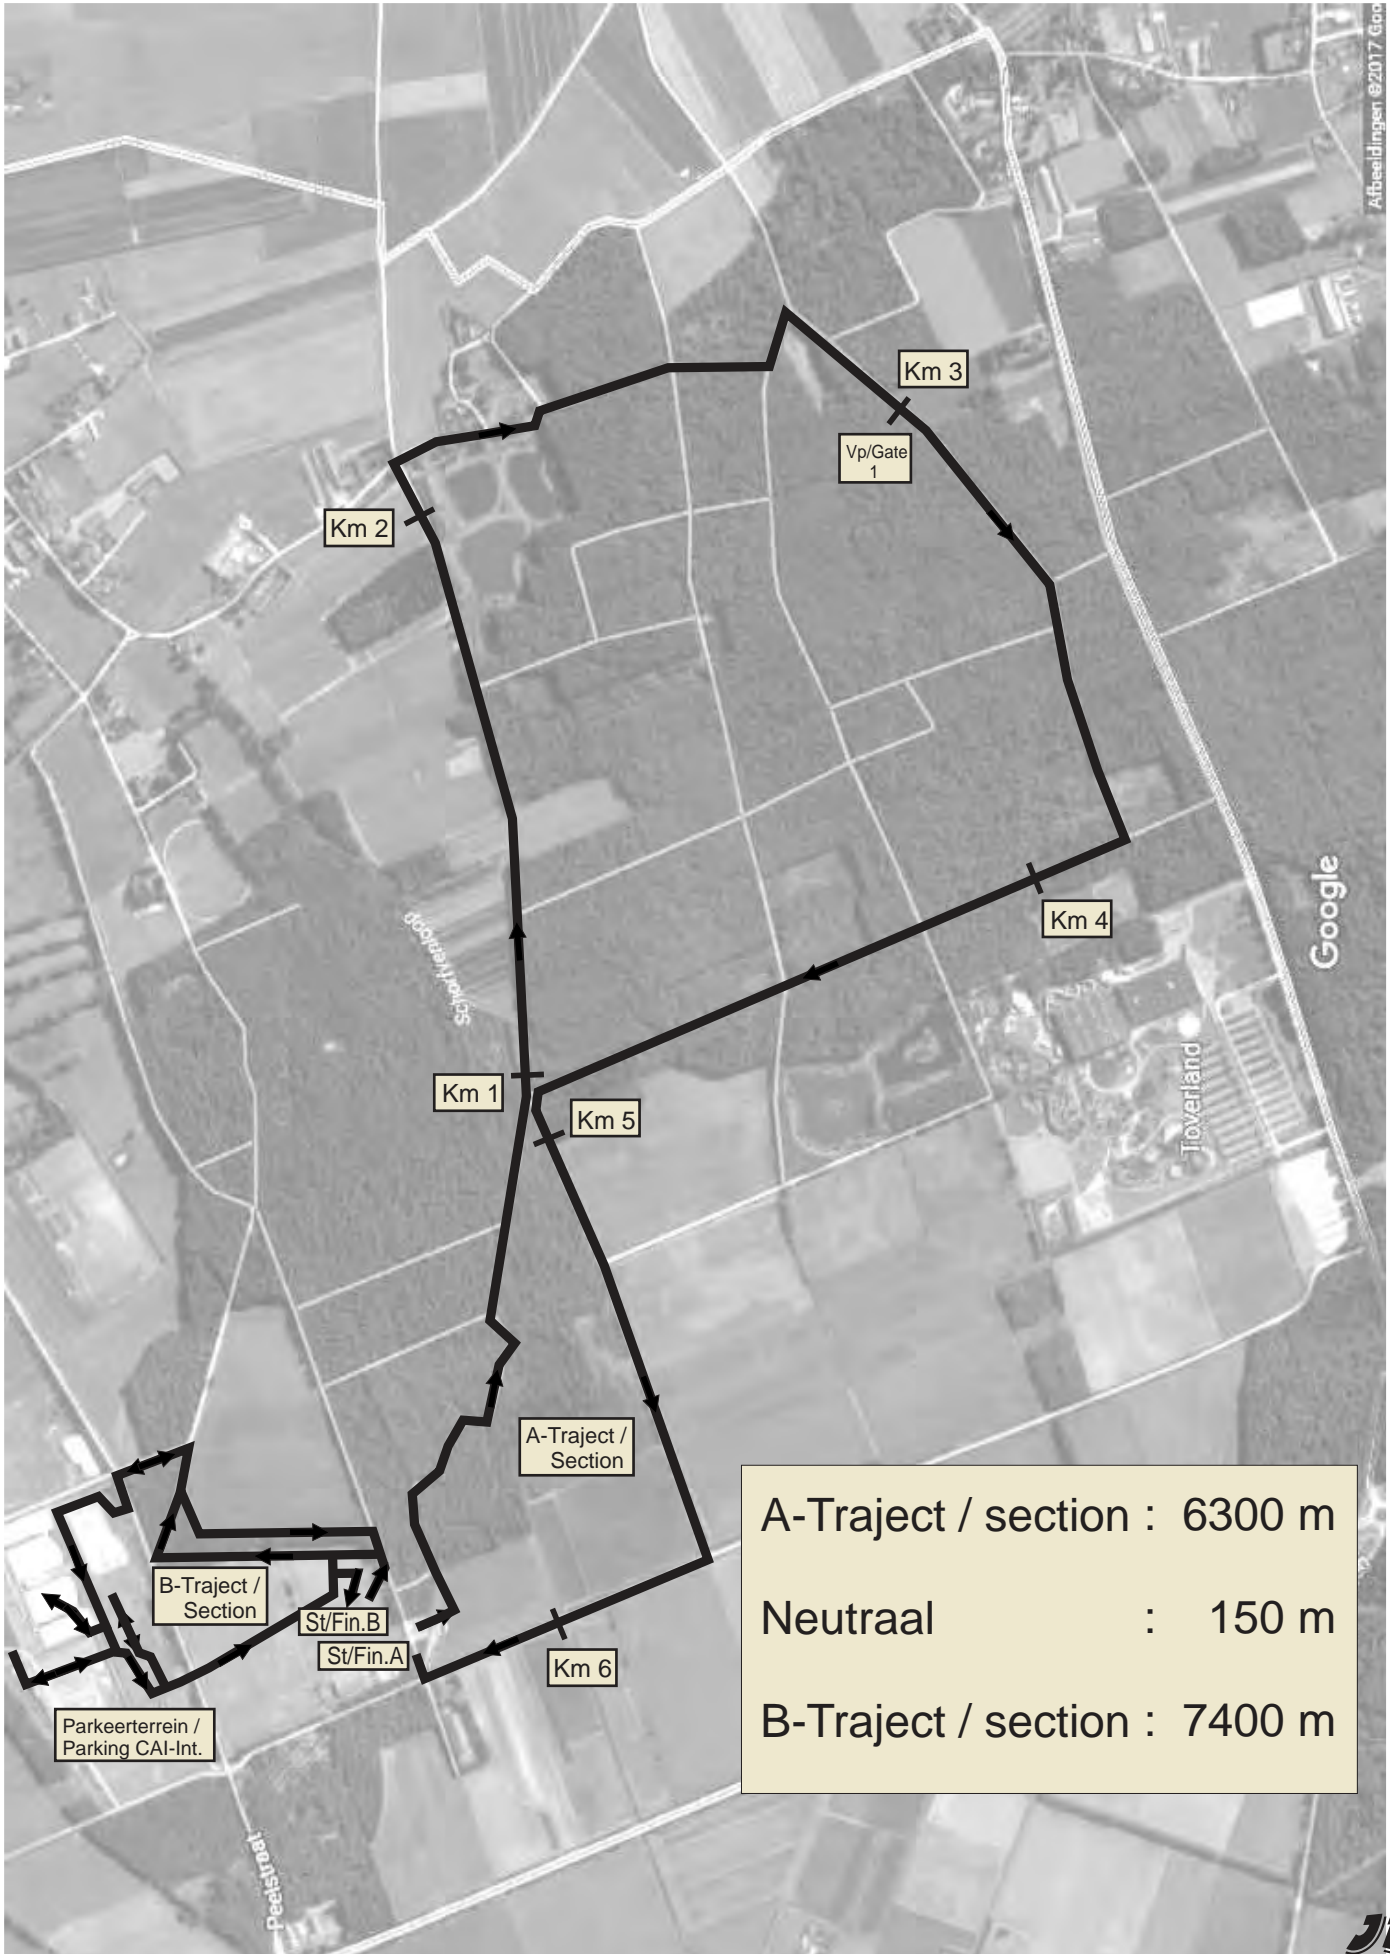 Afbeeldingen ©2017 Goo
Km 3
Vp/Gate
1
Km 2
Google
Km 4
Schorfvenloop
Km 1
Km 5
Toverland
A-Traject /
Section
A-Traject / section : 6300 m
Neutraal : 150 m
B-Traject / section : 7400 m
B-Traject /
Section
St/Fin.B
St/Fin.A
Km 6
Parkeerterrein /
Parking CAI-Int.
Peelstraat